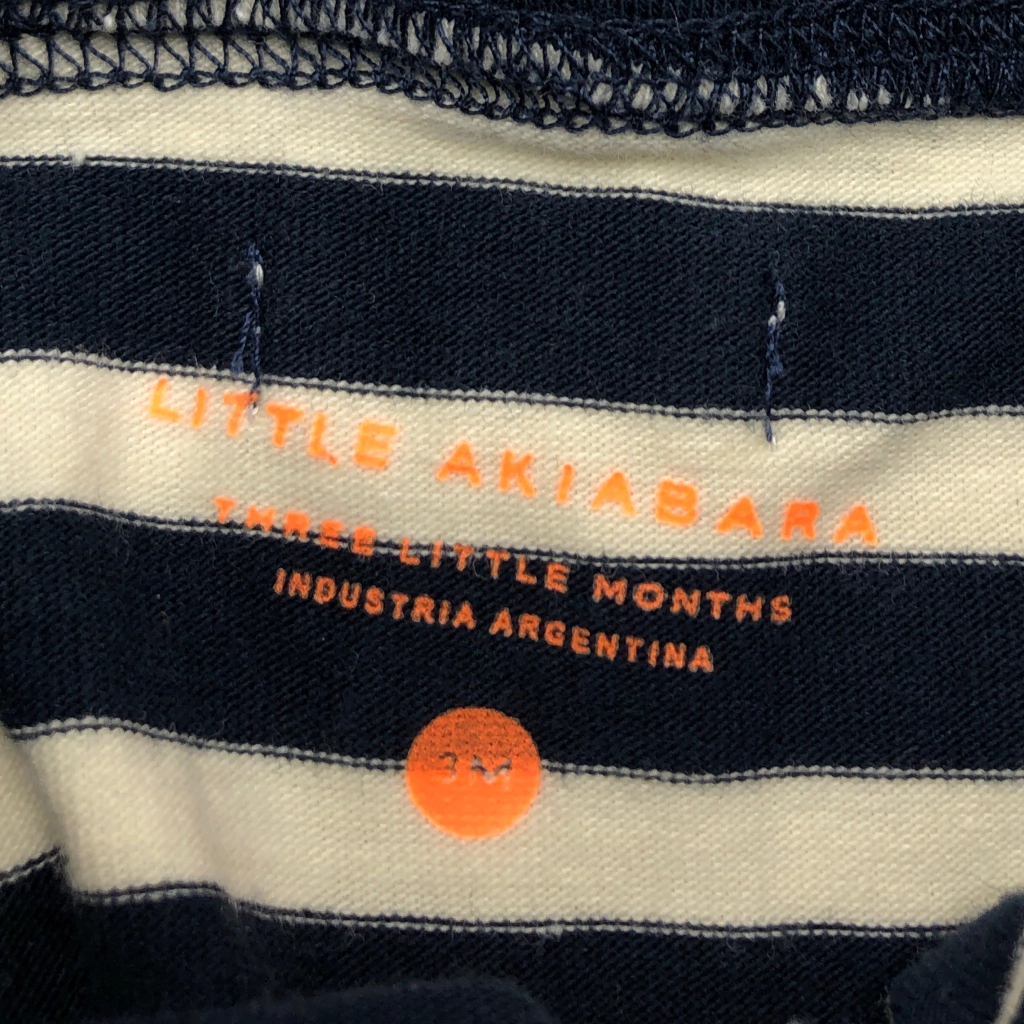 LITTLE AKIABARA
THREE LITTLE MONTHS
INDUSTRIA ARGENTINA
3M